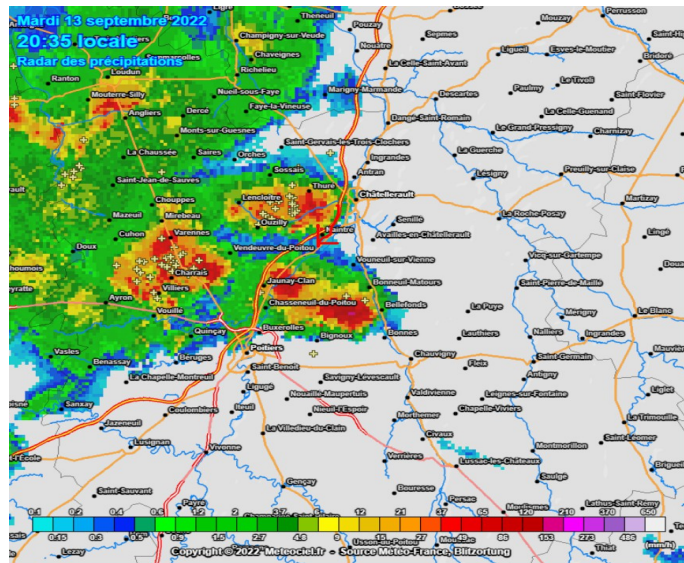 Mardi 13 septembre 2022
20:35 locale
Radar des précipitations
Theneuil
Pouzay
Mouzay
Perrusson
Champigny-sur-Veude
Sepmes
Nouâtre
Ligueil
Esves-le-Moutier
Chaveignes
Bridoré
Loudun
La Celle-Saint-Avant
Ranton
Richelieu
Mouterre-Silly
Nueil-sous-Faye
Marigny-Marmande
Descartes
Paulmy
Le Tivoli
Saint-Flovier
Angliers
Dercé
Faye-la-Vineuse
La Celle-Guenand
Dangé-Saint-Romain
Le Grand-Pressigny
Charnizay
Monts-sur-Guesnes
Saint-Gervais-les-Trois-Clochers
La Chaussée
Saires
Orches
Ingrandes
La Guerche
Sossais
Antran
Lésigny
Preuilly-sur-Claise
Saint-Jean-de-Sauves
Thuré
Châtellerault
Chouppes
Lencloître
Martizay
Mazeuil
Mirebeau
Ouzilly
Senillé
La Roche-Posay
Cuhon
Varennes
Naintré
Availles-en-Châtellerault
Lingé
Doux
Vendeuvre-du-Poitou
Vouneuil-sur-Vienne
Vicq-sur-Gartempe
Charrais
Jaunay-Clan
Bonneuil-Matours
Saint-Pierre-de-Maillé
Villiers
Ayron
Chasseneuil-du-Poitou
Bellefonds
La Puye
Mérigny
Le Blanc
Vouillé
Quinçay
Buxerolles
Bignoux
Bonnes
Lauthiers
Nalliers
Ingrandes
Vasles
Poitiers
Chauvigny
Benassay
Béruges
Fleix
Saint-Germain
Saint-Benoît
La Chapelle-Montreuil
Savigny-Lévescault
Antigny
Liglet
Ligugé
Nouaillé-Maupertuis
Valdivienne
Leignes-sur-Fontaine
Sanxay
Coulombiers
Iteuil
Nieuil-l'Espoir
Morthemer
Chapelle-Viviers
La Trimouille
Jazeneuil
La Villedieu-du-Clain
Civaux
Saint-Léomer
Lusignan
Vivonne
Verrières
Montmorillon
Lussac-les-Châteaux
Gençay
Bouresse
Saulgé
Saint-Sauvant
Payré
Persac
Lathus-Saint-Rémy
0.1 0.2 0.4 0.6 1 2 3.7 6.5 12 21 37 65 120 210 370 650
0.15 0.3 0.5 0.9 1.5 2.7 4.8 9 15 27 49 86 153 273 486 (mm/h)
Copyright © 2022- Meteociel.fr - Source Météo-France, Blitzortung
Lezay
Usson-du-Poitou
Thiat